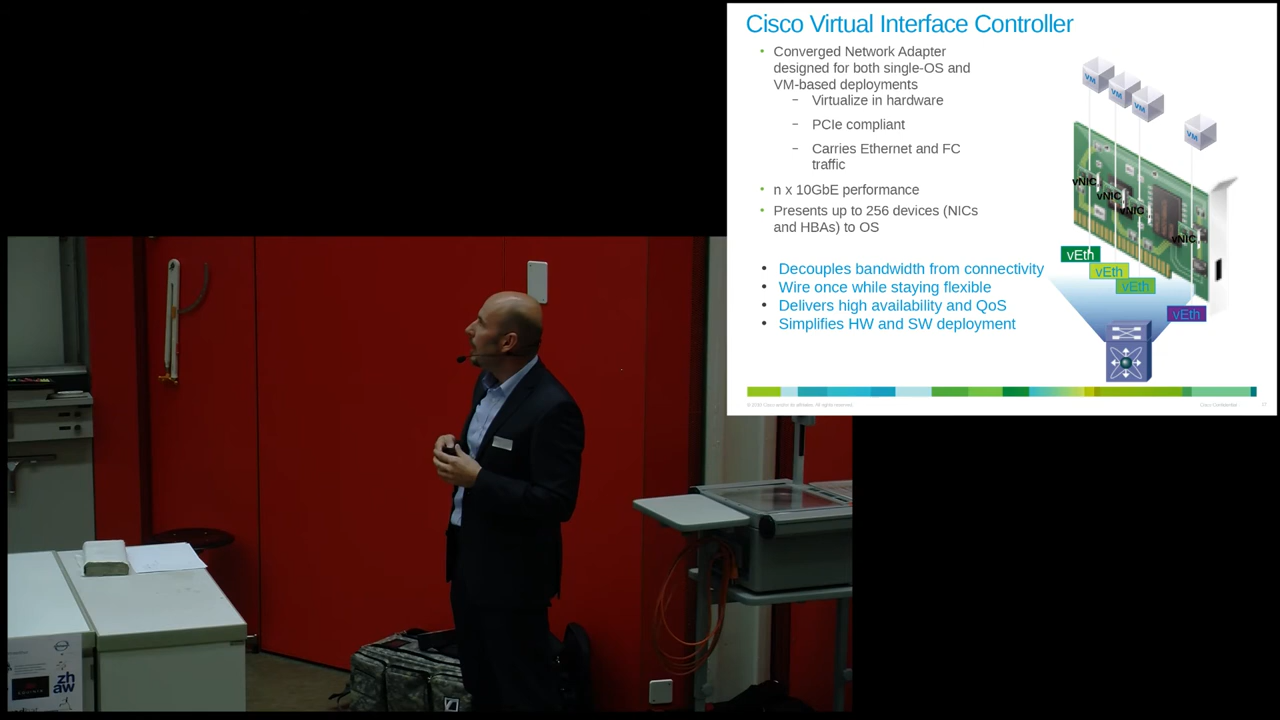 Cisco Virtual Interface Controller
• Converged Network Adapter
designed for both single-OS and
VM-based deployments
– Virtualize in hardware
– PCIe compliant
– Carries Ethernet and FC
traffic
• n x 10GbE performance
• Presents up to 256 devices (NICs
and HBAs) to OS
• Decouples bandwidth from connectivity
• Wire once while staying flexible
• Delivers high availability and QoS
• Simplifies HW and SW deployment
VM
VM
VM
VM
vNIC
vNIC
vNIC
vNIC
vEth
vEth
vEth
vEth
Cisco Confidential
zh
aw